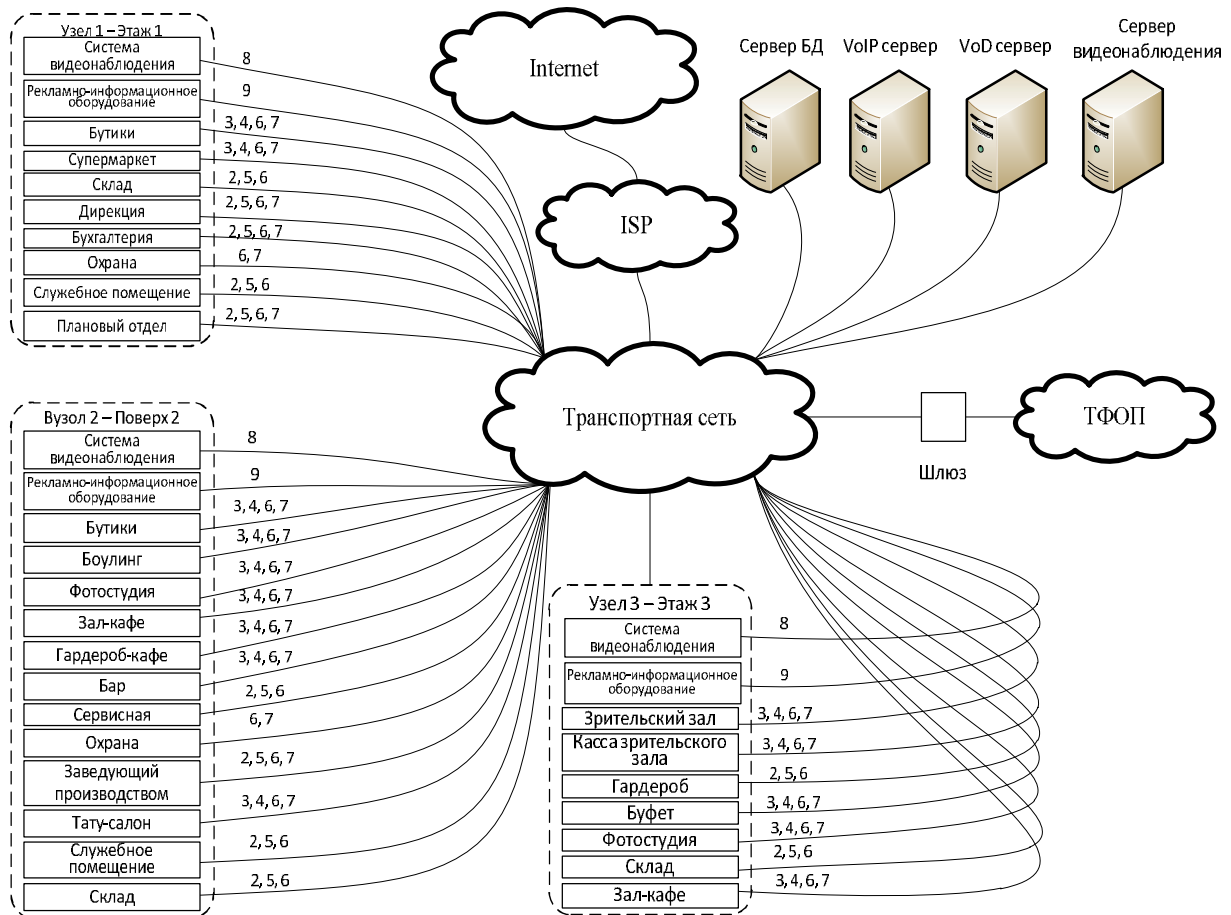 Узел 1 – Этаж 1
Система
видеонаблюдения
8
Рекламно-информационное
оборудование
9
Бутики
3, 4, 6, 7
Супермаркет
3, 4, 6, 7
Склад
2, 5, 6
Дирекция
2, 5, 6, 7
Бухгалтерия
2, 5, 6, 7
Охрана
6, 7
Служебное помещение
2, 5, 6
Плановый отдел
2, 5, 6, 7
Internet
ISP
Сервер БД
VoIP сервер
VoD сервер
Сервер
видеонаблюдения
Транспортная сеть
Шлюз
ТФОП
Вузол 2 – Поверх 2
Система
видеонаблюдения
8
Рекламно-информационное
оборудование
9
Бутики
3, 4, 6, 7
Боулинг
3, 4, 6, 7
Фотостудия
3, 4, 6, 7
Зал-кафе
3, 4, 6, 7
Гардероб-кафе
3, 4, 6, 7
Бар
3, 4, 6, 7
Сервисная
2, 5, 6
Охрана
6, 7
Заведующий
производством
2, 5, 6, 7
Тату-салон
3, 4, 6, 7
Служебное
помещение
2, 5, 6
Склад
2, 5, 6
Узел 3 – Этаж 3
Система
видеонаблюдения
8
Рекламно-информационное
оборудование
9
Зрительский зал
3, 4, 6, 7
Касса зрительского
зала
3, 4, 6, 7
Гардероб
2, 5, 6
Буфет
3, 4, 6, 7
Фотостудия
3, 4, 6, 7
Склад
2, 5, 6
Зал-кафе
3, 4, 6, 7